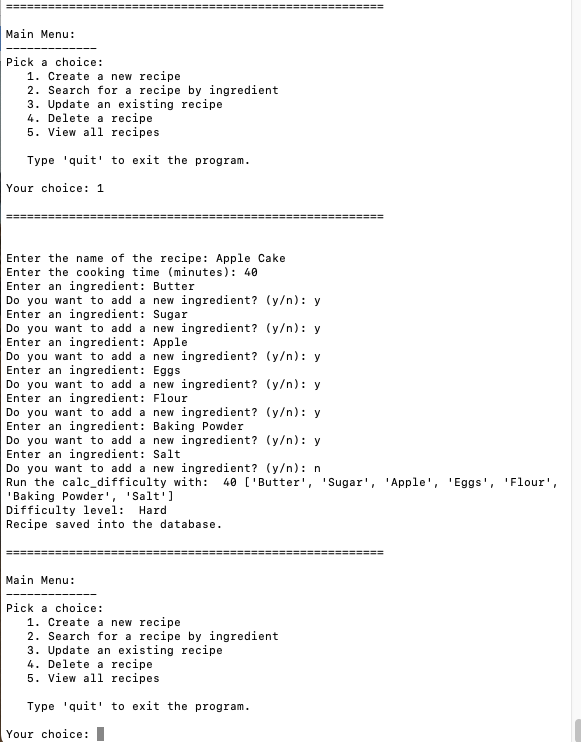 ======================================================
Main Menu:
-------------
Pick a choice:
   1. Create a new recipe
   2. Search for a recipe by ingredient
   3. Update an existing recipe
   4. Delete a recipe
   5. View all recipes
   Type 'quit' to exit the program.
Your choice: 1
======================================================
Enter the name of the recipe: Apple Cake
Enter the cooking time (minutes): 40
Enter an ingredient: Butter
Do you want to add a new ingredient? (y/n): y
Enter an ingredient: Sugar
Do you want to add a new ingredient? (y/n): y
Enter an ingredient: Apple
Do you want to add a new ingredient? (y/n): y
Enter an ingredient: Eggs
Do you want to add a new ingredient? (y/n): y
Enter an ingredient: Flour
Do you want to add a new ingredient? (y/n): y
Enter an ingredient: Baking Powder
Do you want to add a new ingredient? (y/n): y
Enter an ingredient: Salt
Do you want to add a new ingredient? (y/n): n
Run the calc_difficulty with:  40 ['Butter', 'Sugar', 'Apple', 'Eggs', 'Flour',
'Baking Powder', 'Salt']
Difficulty level:  Hard
Recipe saved into the database.
======================================================
Main Menu:
-------------
Pick a choice:
   1. Create a new recipe
   2. Search for a recipe by ingredient
   3. Update an existing recipe
   4. Delete a recipe
   5. View all recipes
   Type 'quit' to exit the program.
Your choice: